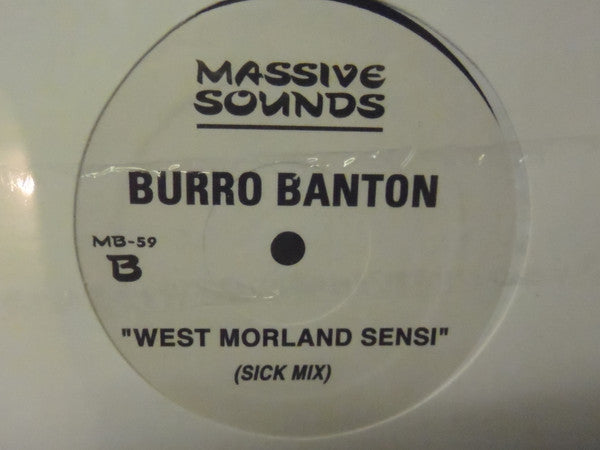 MASSIVE
SOUNDS
BURRO BANTON
MB-59
B
"WEST MORLAND SENSI"
(SICK MIX)